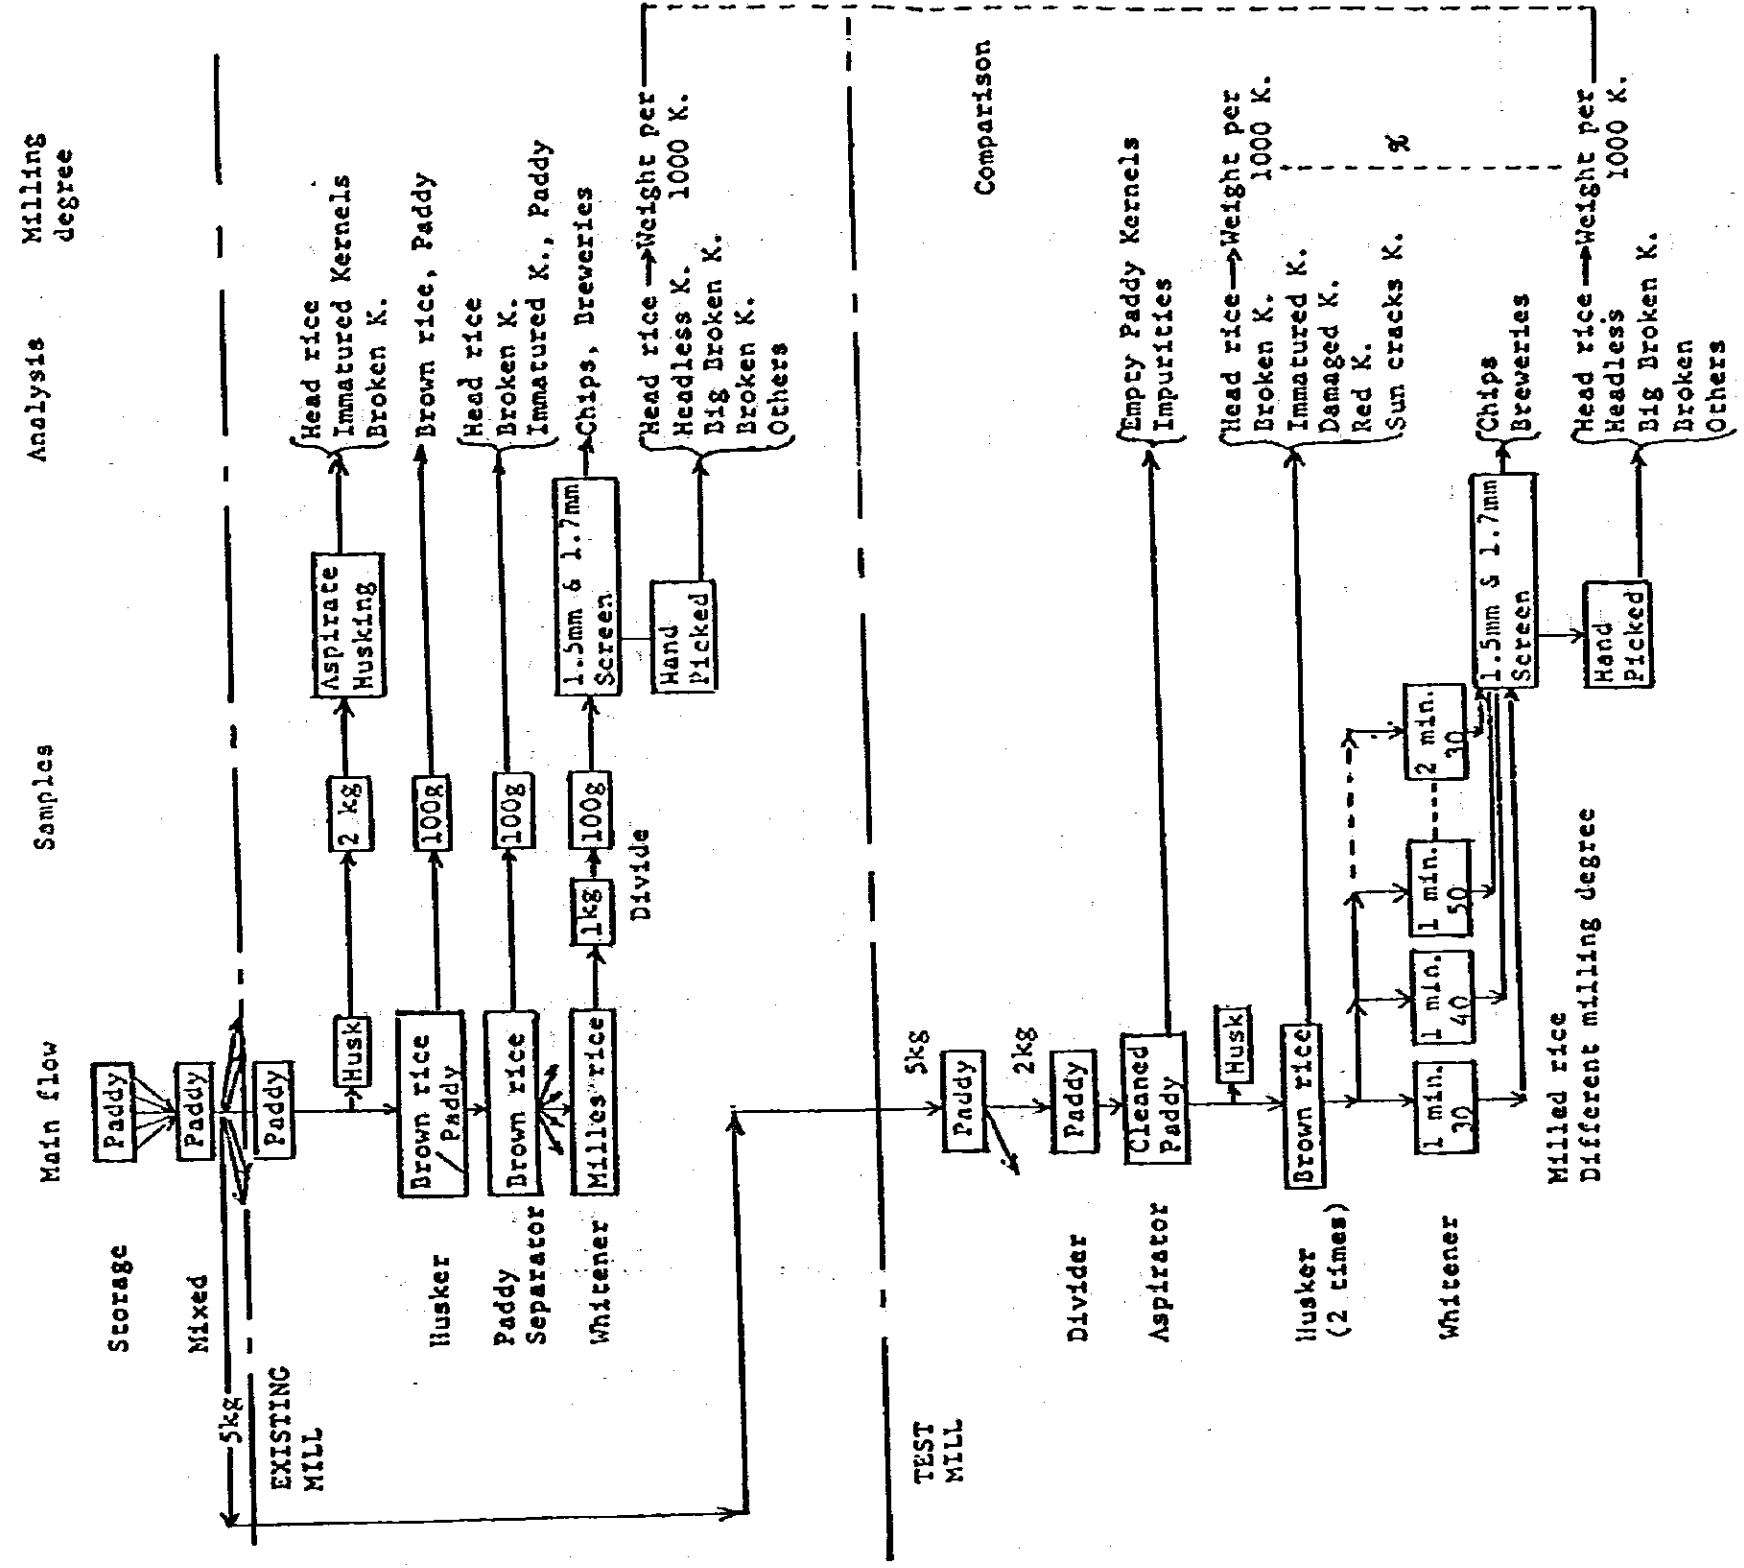 Main flow
Samples
Analysis
Milling
degree
Storage
Paddy
Mixed
Paddy
5kg
EXISTING
MILL
Paddy
Husk
2 kg
Aspirate
Husking
Head rice
Immatured Kernels
Broken K.
Husker
Brown rice
/ Paddy
100g
Brown rice, Paddy
Paddy
Separator
Brown rice
100g
Head rice
Broken K.
Immatured K., Paddy
Whitener
Milles rice
1kg
100g
Divide
1.5mm & 1.7mm
Screen
Chips, Breweries
Hand
Picked
Head rice
Weight per
1000 K.
Headless K.
Big Broken K.
Broken K.
Others
TEST
MILL
5kg
Paddy
2kg
Comparison
Divider
Paddy
Aspirator
Cleaned
Paddy
Empty Paddy Kernels
Impurities
Husk
Husker
(2 times)
Brown rice
Head rice
Weight per
1000 K.
Broken K.
Immatured K.
Damaged K.
Red K.
Sun cracks K.
%
Whitener
1 min.
30
1 min.
40
1 min.
50
2 min.
30
1.5mm & 1.7mm
Screen
Chips
Breweries
Milled rice
Different milling degree
Hand
Picked
Head rice
Weight per
1000 K.
Headless
Big Broken K.
Broken
Others